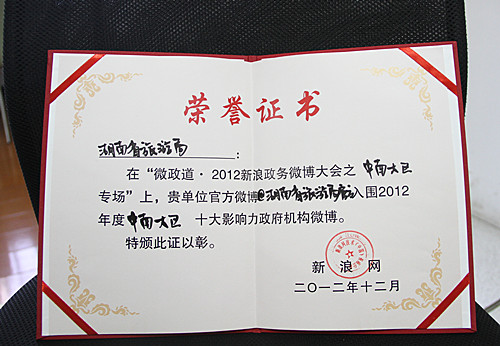 荣誉证书
湖南省旅游局：
在“微政道·2012新浪政务微博大会之 中南大区
专场”上，贵单位官方微博@湖南省旅游局官方入围2012
年度 中南大区 十大影响力政府机构微博。
特颁此证以彰。
新浪网
二〇一二年十二月